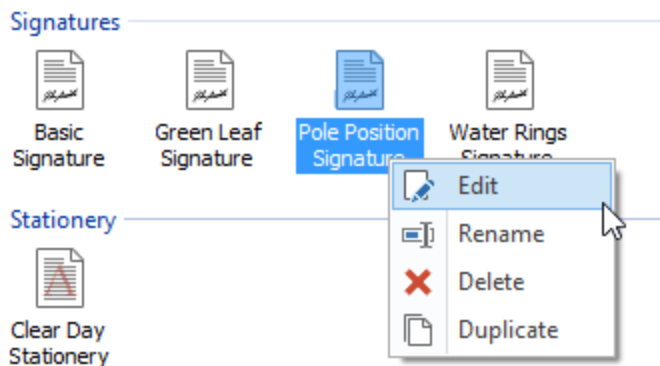 Signatures
Basic
Signature
Green Leaf
Signature
Pole Position
Signature
Water Rings
Signature
Edit
Rename
Delete
Duplicate
Stationery
Clear Day
Stationery